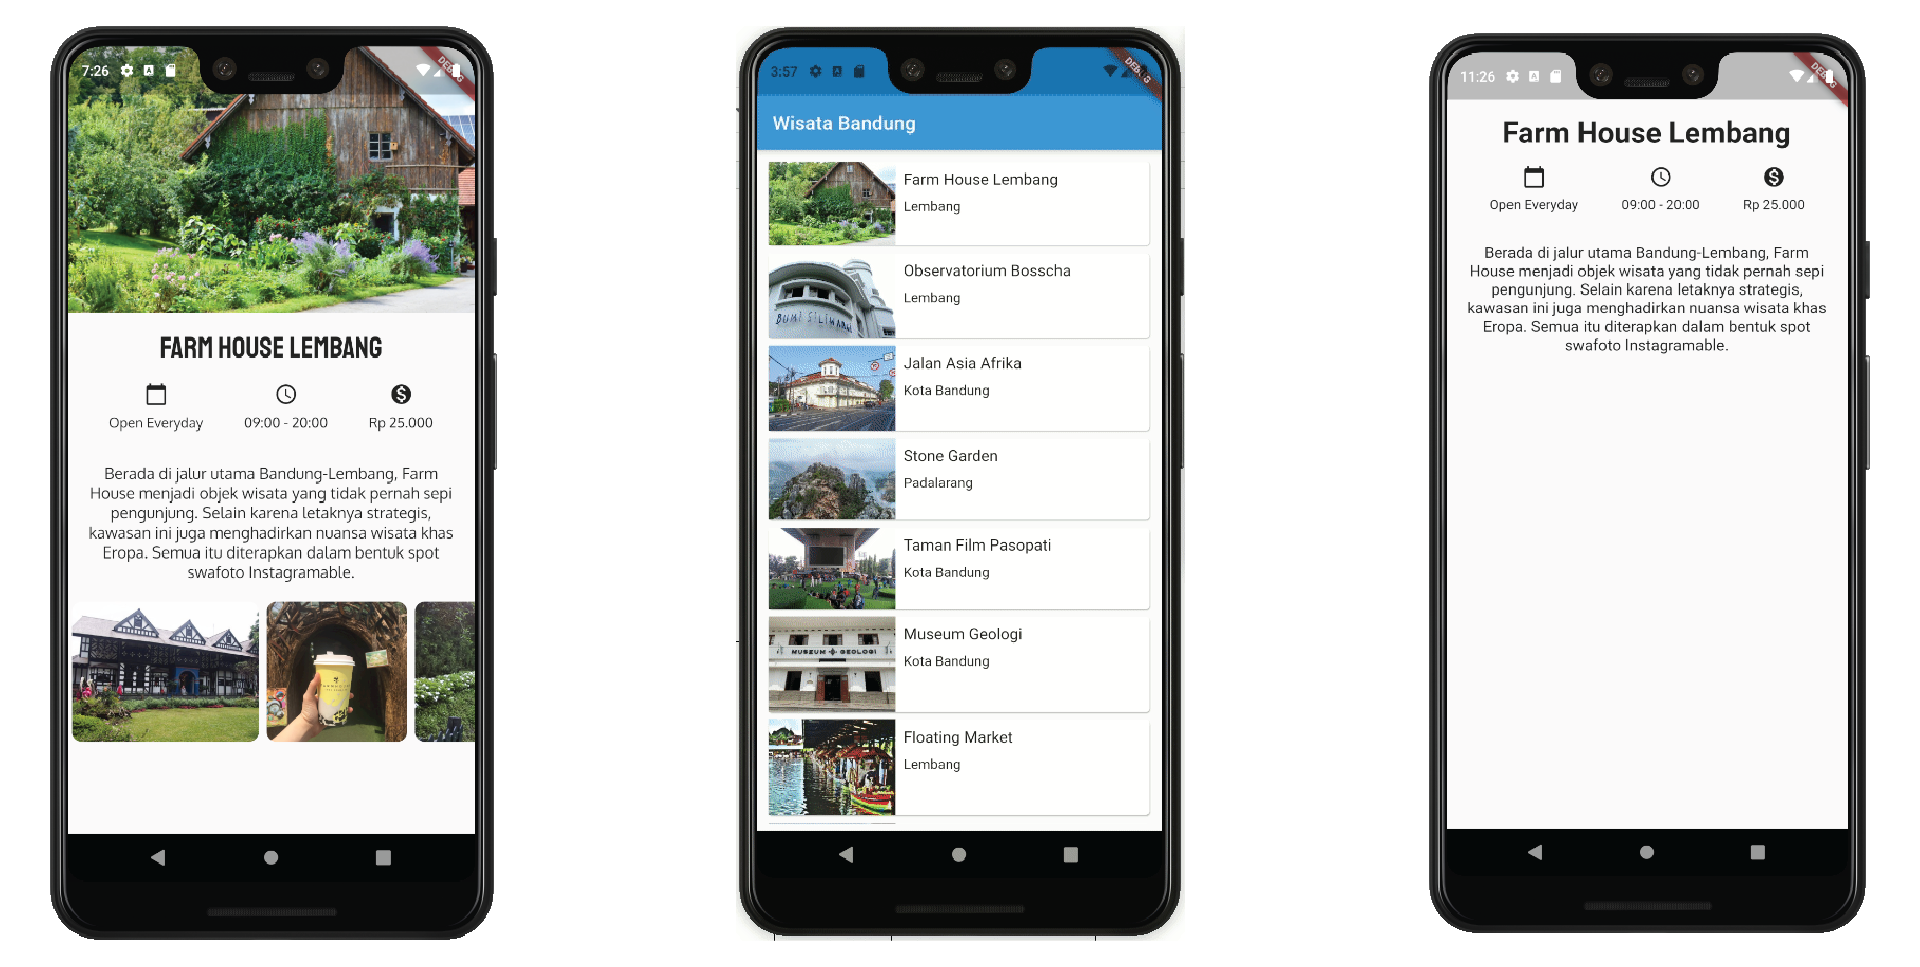 7:26
DEBUG
FARM HOUSE LEMBANG
Open Everyday
09:00 - 20:00
Rp 25.000
Berada di jalur utama Bandung-Lembang, Farm
House menjadi objek wisata yang tidak pernah sepi
pengunjung. Selain karena letaknya strategis,
kawasan ini juga menghadirkan nuansa wisata khas
Eropa. Semua itu diterapkan dalam bentuk spot
swafoto Instagramable.
3:57
DEBUG
Wisata Bandung
Farm House Lembang
Lembang
Observatorium Bosscha
Lembang
BUMI SILIWANGI
Jalan Asia Afrika
Kota Bandung
Stone Garden
Padalarang
Taman Film Pasopati
Kota Bandung
Museum Geologi
Kota Bandung
MUSEUM GEOLOGI
Floating Market
Lembang
11:26
DEBUG
Farm House Lembang
Open Everyday
09:00 - 20:00
Rp 25.000
Berada di jalur utama Bandung-Lembang, Farm
House menjadi objek wisata yang tidak pernah sepi
pengunjung. Selain karena letaknya strategis,
kawasan ini juga menghadirkan nuansa wisata khas
Eropa. Semua itu diterapkan dalam bentuk spot
swafoto Instagramable.